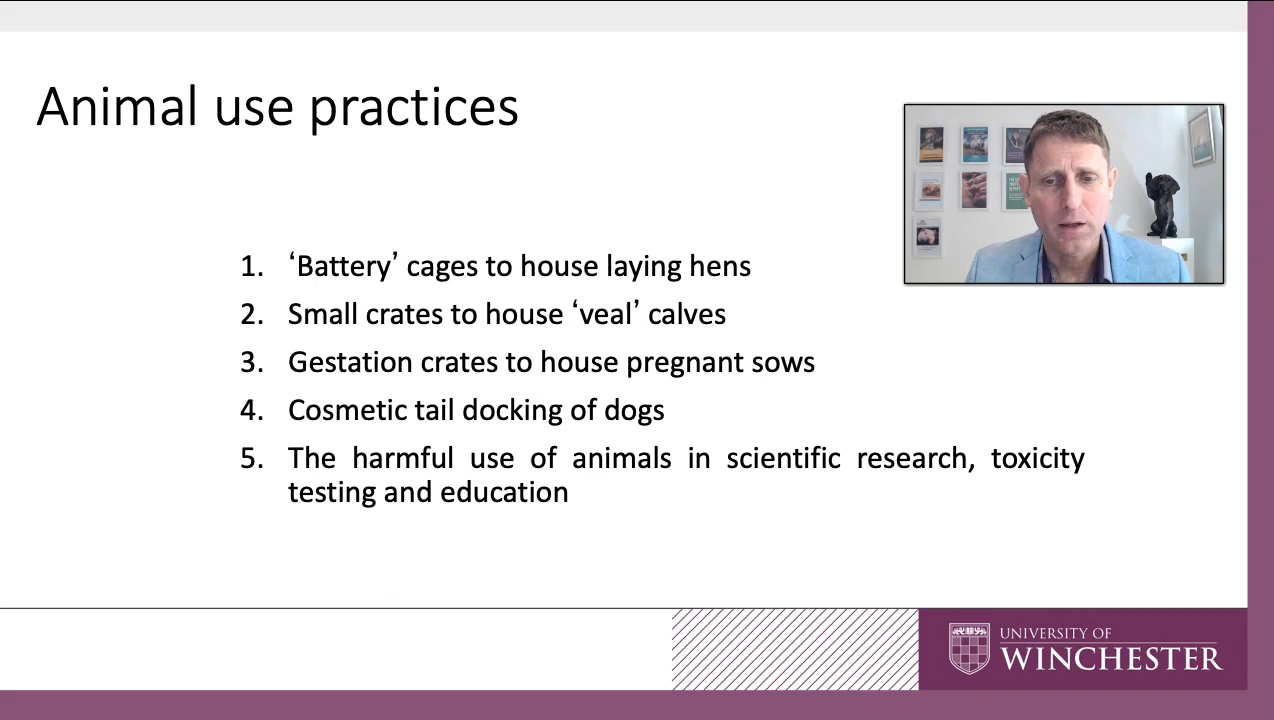 Animal use practices
1. ‘Battery’ cages to house laying hens
2. Small crates to house ‘veal’ calves
3. Gestation crates to house pregnant sows
4. Cosmetic tail docking of dogs
5. The harmful use of animals in scientific research, toxicity
testing and education
UNIVERSITY OF
WINCHESTER